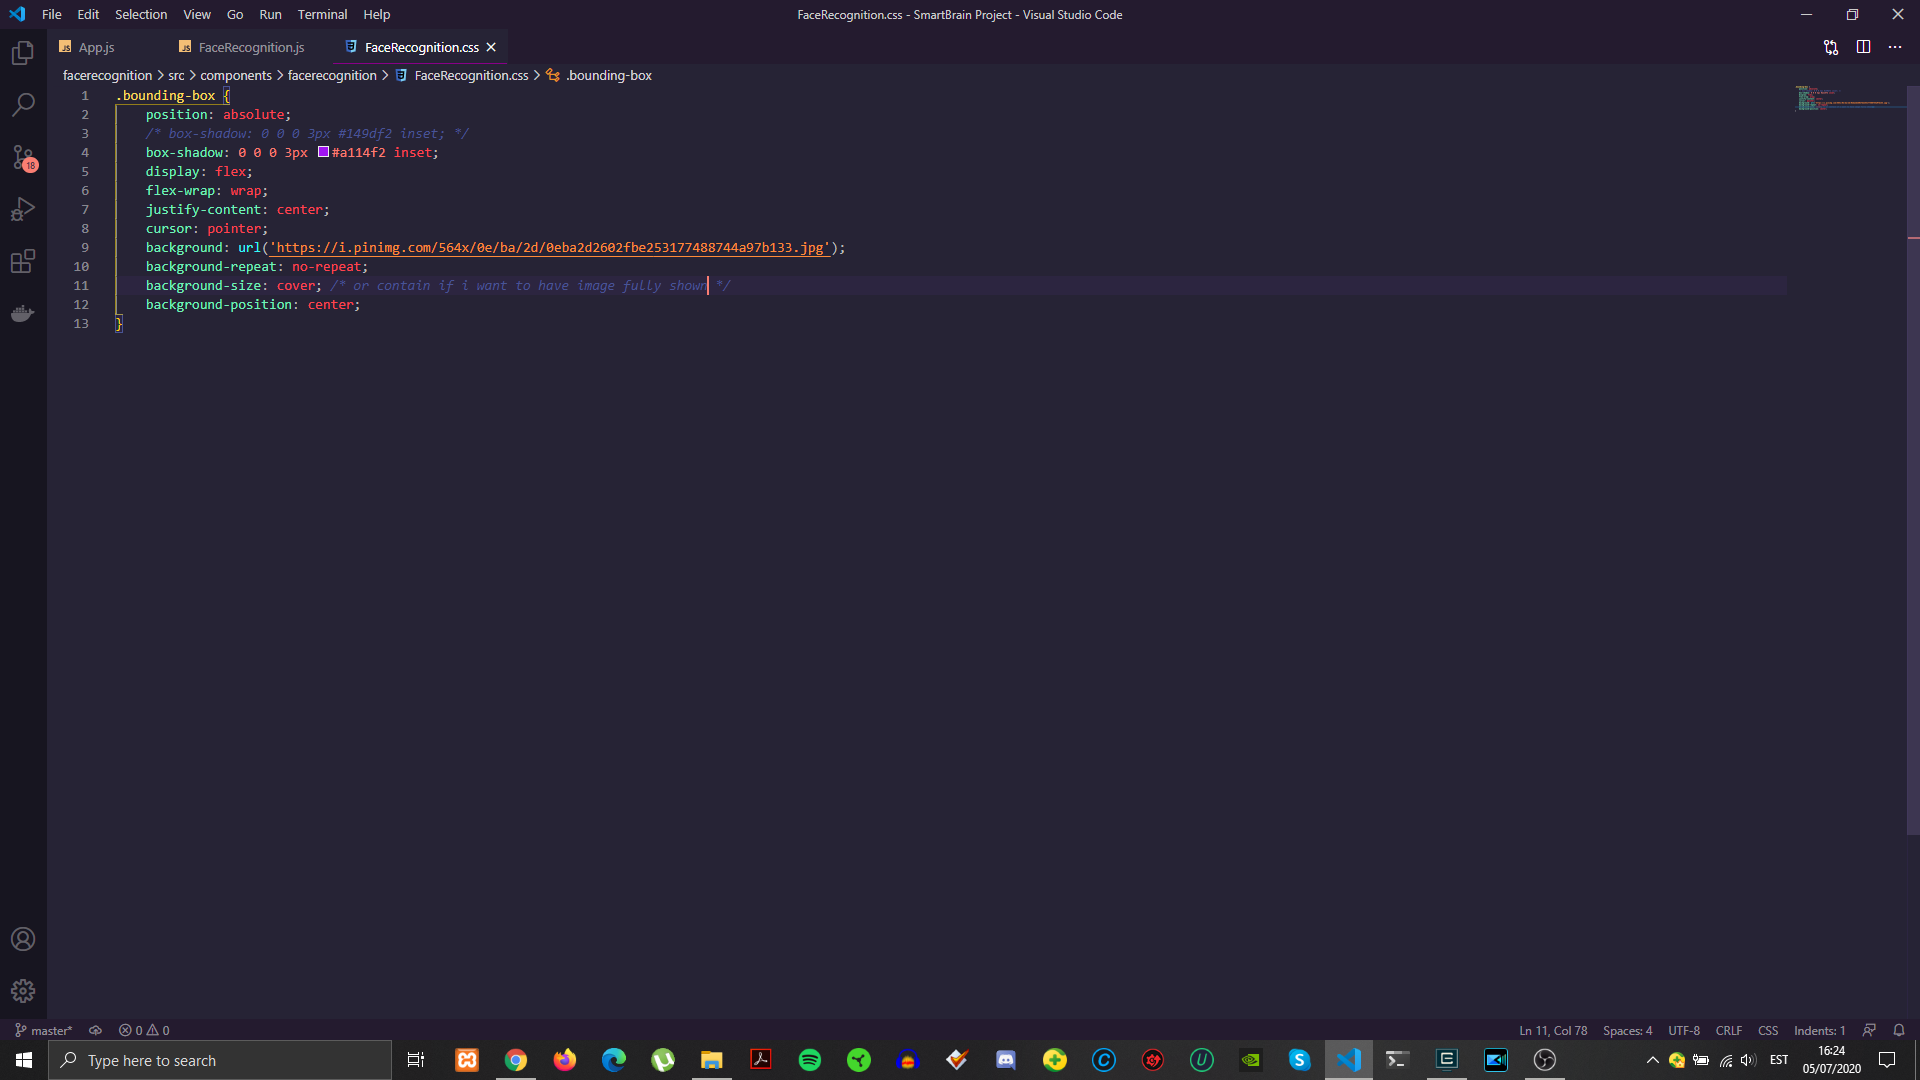 File Edit Selection View Go Run Terminal Help
FaceRecognition.css - SmartBrain Project - Visual Studio Code
JS App.js
JS FaceRecognition.js
FaceRecognition.css
facerecognition > src > components > facerecognition > FaceRecognition.css > .bounding-box
1 .bounding-box {
2 position: absolute;
3 /* box-shadow: 0 0 0 3px #149df2 inset; */
4 box-shadow: 0 0 0 3px #a114f2 inset;
5 display: flex;
6 flex-wrap: wrap;
7 justify-content: center;
8 cursor: pointer;
9 background: url('https://i.pinimg.com/564x/0e/ba/2d/0eba2d2602fbe253177488744a97b133.jpg');
10 background-repeat: no-repeat;
11 background-size: cover; /* or contain if i want to have image fully shown */
12 background-position: center;
13 }
18
master* 0 0
Ln 11, Col 78 Spaces: 4 UTF-8 CRLF CSS Indents: 1
Type here to search
EST
16:24
05/07/2020